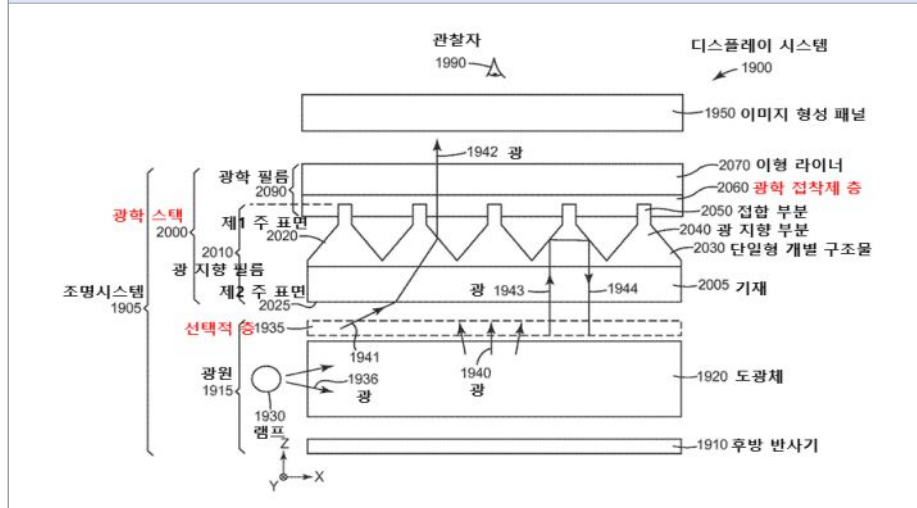 관찰자
1990
디스플레이 시스템
1900
1950 이미지 형성 패널
1942 광
광학 필름
2090
2070 이형 라이너
2060 광학 접착제 층
광학 스택
2000
제1 주 표면
2020
2050 접합 부분
2010
2040 광 지향 부분
2030 단일형 개별 구조물
광 지향 필름
조명시스템
1905
제2 주 표면
2025
광
1943
1944
2005 기재
선택적 층
1935
1941
1940
광
광원
1915
1936
광
1920 도광체
1930
램프
1910 후방 반사기
Z
Y
X